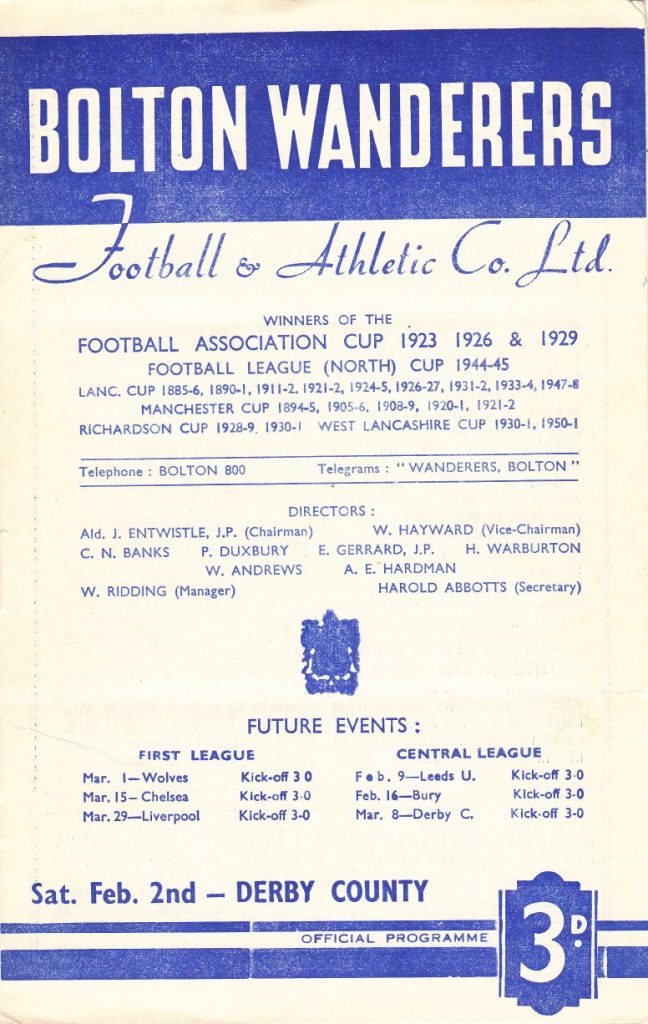 BOLTON WANDERERS
Football & Athletic Co. Ltd.
WINNERS OF THE
FOOTBALL ASSOCIATION CUP 1923 1926 & 1929
FOOTBALL LEAGUE (NORTH) CUP 1944-45
LANC. CUP 1885-6, 1890-1, 1911-2, 1921-2, 1924-5, 1926-27, 1931-2, 1933-4, 1947-8
MANCHESTER CUP 1894-5, 1905-6, 1908-9, 1920-1, 1921-2
RICHARDSON CUP 1928-9, 1930-1 WEST LANCASHIRE CUP 1930-1, 1950-1
Telephone : BOLTON 800 Telegrams : "WANDERERS, BOLTON"
DIRECTORS :
Ald. J. ENTWISTLE, J.P. (Chairman) W. HAYWARD (Vice-Chairman)
C. N. BANKS P. DUXBURY E. GERRARD, J.P. H. WARBURTON
W. ANDREWS A. E. HARDMAN
W. RIDDING (Manager) HAROLD ABBOTTS (Secretary)
FUTURE EVENTS :
FIRST LEAGUE CENTRAL LEAGUE
Mar. 1—Wolves Kick-off 3 0 Feb. 9—Leeds U. Kick-off 3-0
Mar. 15—Chelsea Kick-off 3-0 Feb. 16—Bury Kick-off 3-0
Mar. 29—Liverpool Kick-off 3-0 Mar. 8—Derby C. Kick-off 3-0
Sat. Feb. 2nd — DERBY COUNTY
OFFICIAL PROGRAMME
3D.